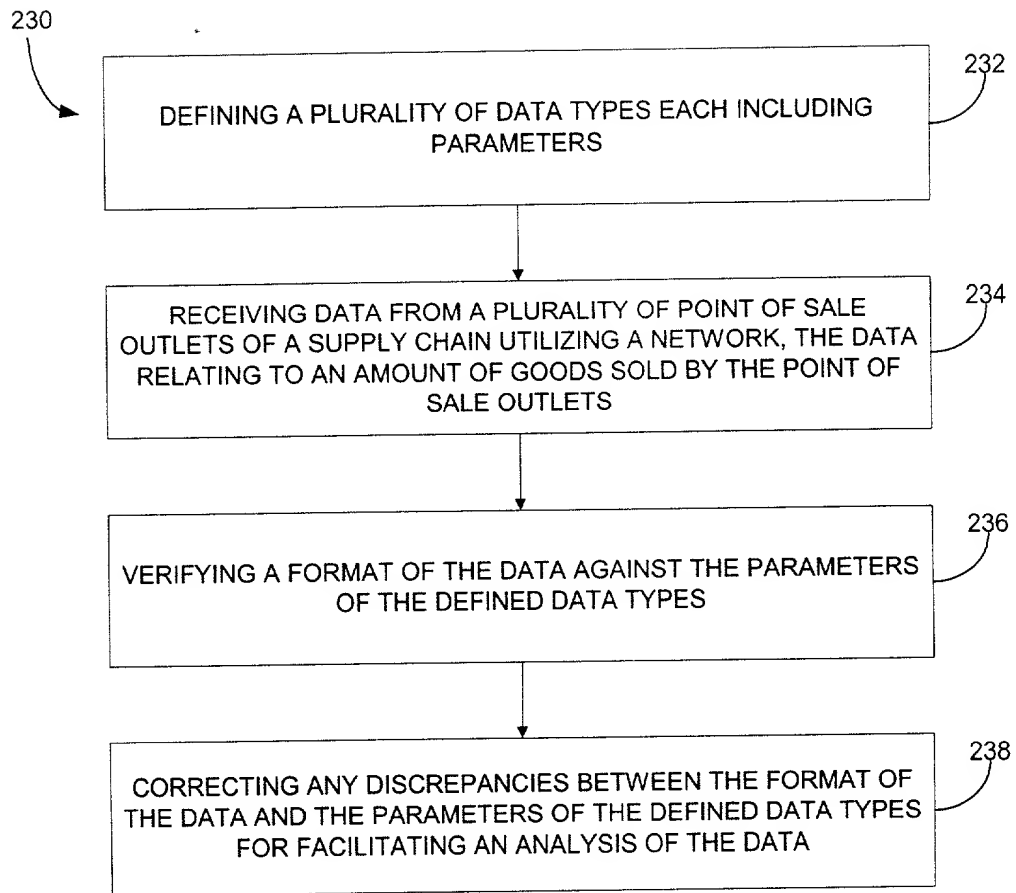 230
232
DEFINING A PLURALITY OF DATA TYPES EACH INCLUDING
PARAMETERS
234
RECEIVING DATA FROM A PLURALITY OF POINT OF SALE
OUTLETS OF A SUPPLY CHAIN UTILIZING A NETWORK, THE DATA
RELATING TO AN AMOUNT OF GOODS SOLD BY THE POINT OF
SALE OUTLETS
236
VERIFYING A FORMAT OF THE DATA AGAINST THE PARAMETERS
OF THE DEFINED DATA TYPES
238
CORRECTING ANY DISCREPANCIES BETWEEN THE FORMAT OF
THE DATA AND THE PARAMETERS OF THE DEFINED DATA TYPES
FOR FACILITATING AN ANALYSIS OF THE DATA